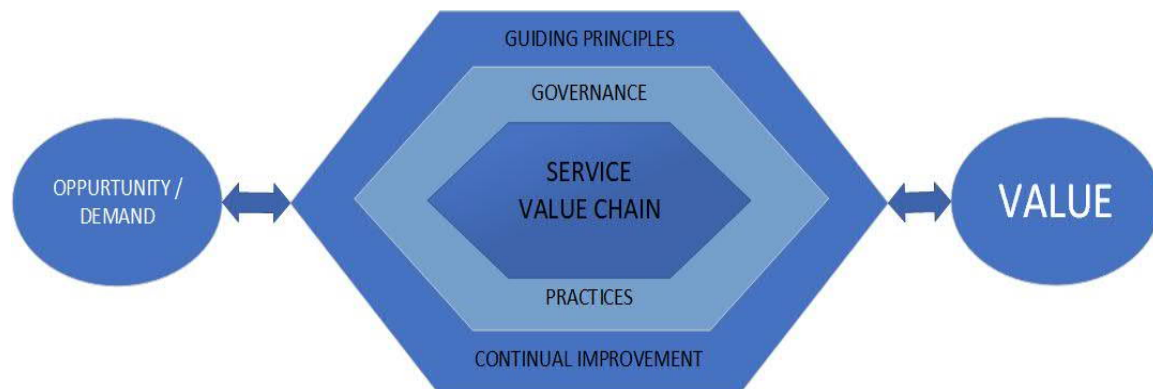 GUIDING PRINCIPLES
GOVERNANCE
OPPURTUNITY /
DEMAND
SERVICE
VALUE CHAIN
VALUE
PRACTICES
CONTINUAL IMPROVEMENT